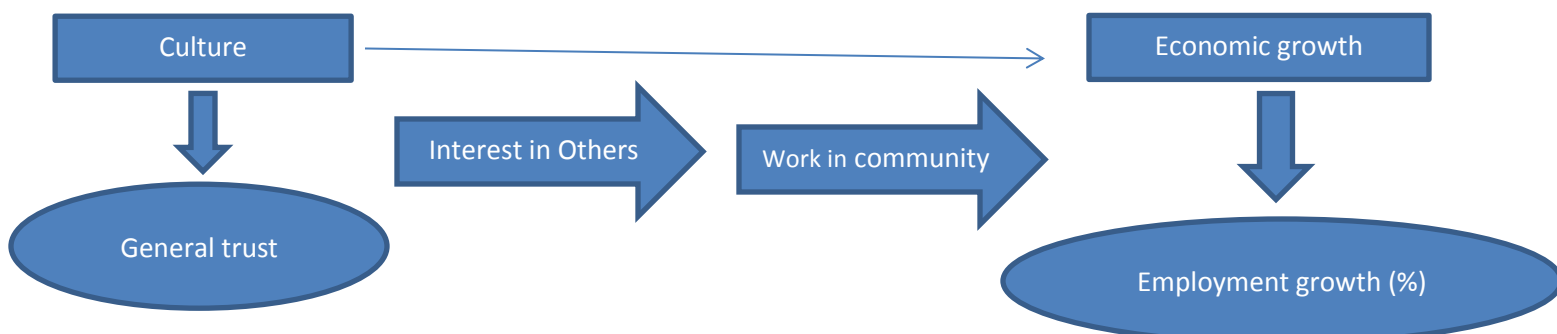 Culture
Economic growth
Interest in Others
Work in community
General trust
Employment growth (%)